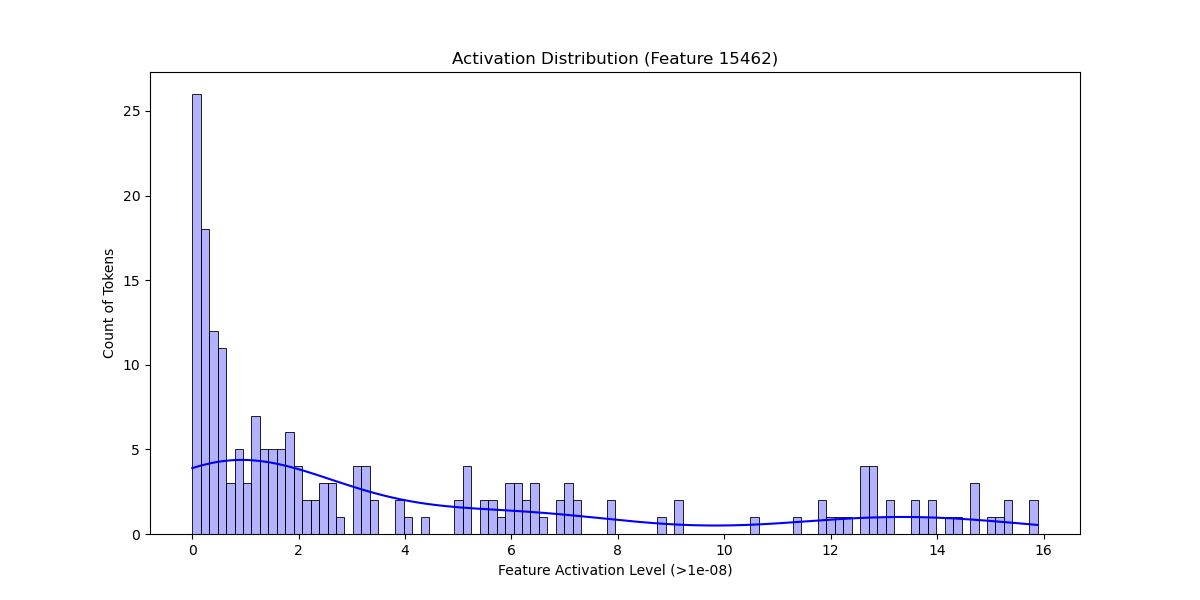 Activation Distribution (Feature 15462)
25
20
15
10
5
0
Count of Tokens
0 2 4 6 8 10 12 14 16
Feature Activation Level (>1e-08)